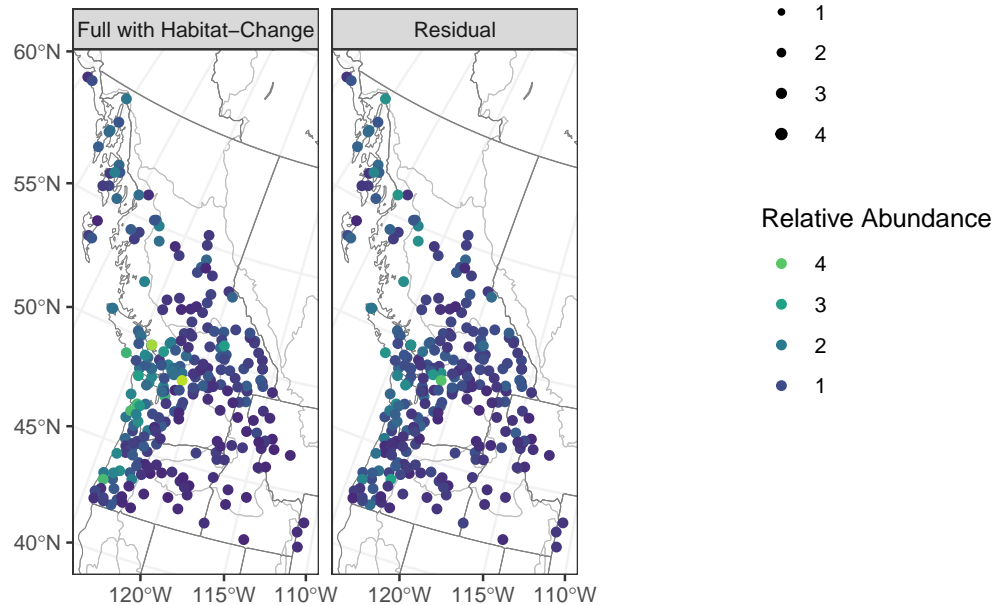 Full with Habitat−Change
Residual
60°N
55°N
50°N
45°N
40°N
120°W 115°W 110°W
120°W 115°W 110°W
1
2
3
4
Relative Abundance
4
3
2
1